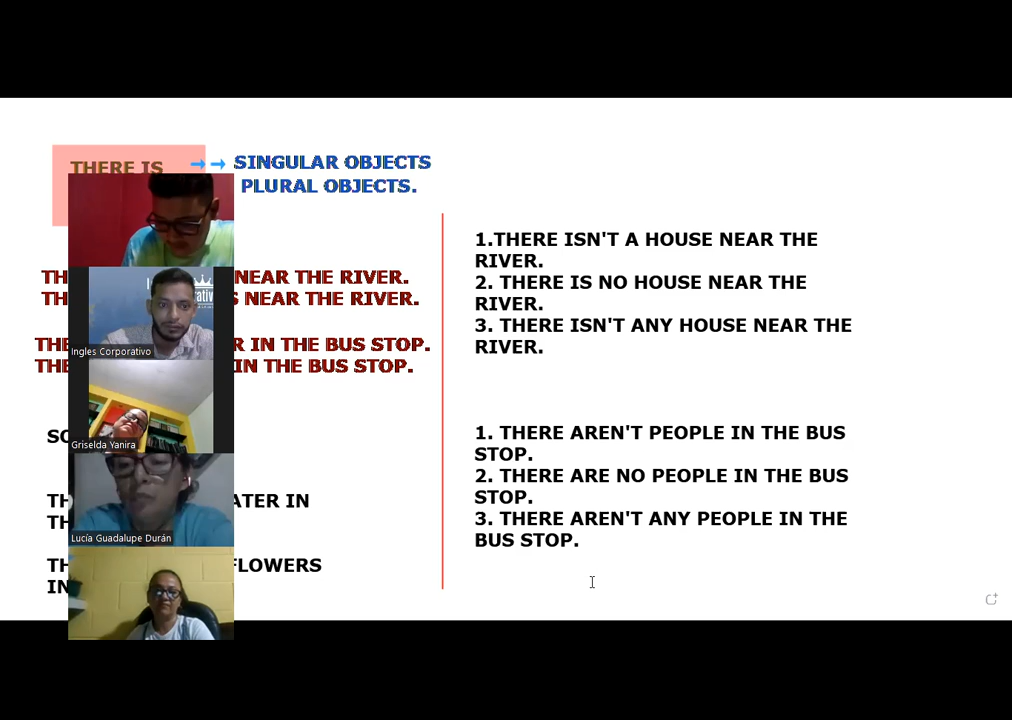 THERE IS
→→ SINGULAR OBJECTS
PLURAL OBJECTS.
NEAR THE RIVER.
NEAR THE RIVER.
IN THE BUS STOP.
IN THE BUS STOP.
IN
FLOWERS
1.THERE ISN'T A HOUSE NEAR THE
RIVER.
2. THERE IS NO HOUSE NEAR THE
RIVER.
3. THERE ISN'T ANY HOUSE NEAR THE
RIVER.
1. THERE AREN'T PEOPLE IN THE BUS
STOP.
2. THERE ARE NO PEOPLE IN THE BUS
STOP.
3. THERE AREN'T ANY PEOPLE IN THE
BUS STOP.
Ingles Corporativo
Griselda Yanira
Lucía Guadalupe Durán